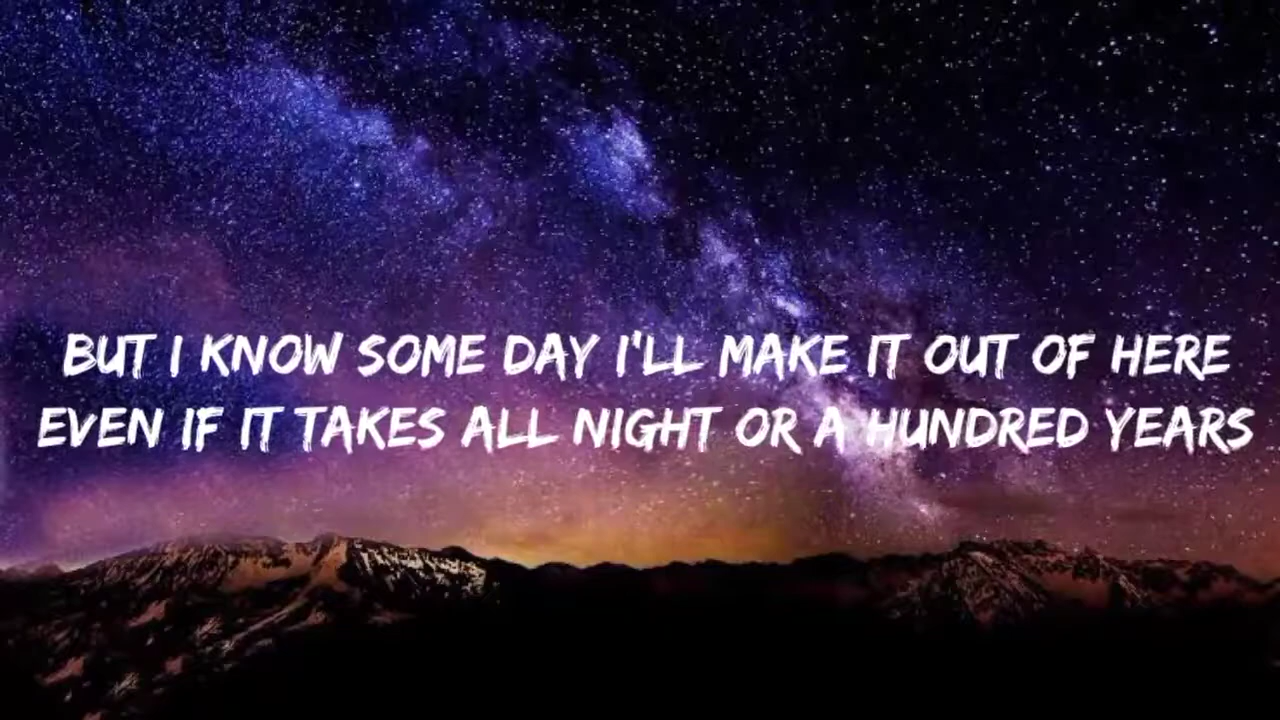 BUT I KNOW SOME DAY I'LL MAKE IT OUT OF HERE
EVEN IF IT TAKES ALL NIGHT OR A HUNDRED YEARS